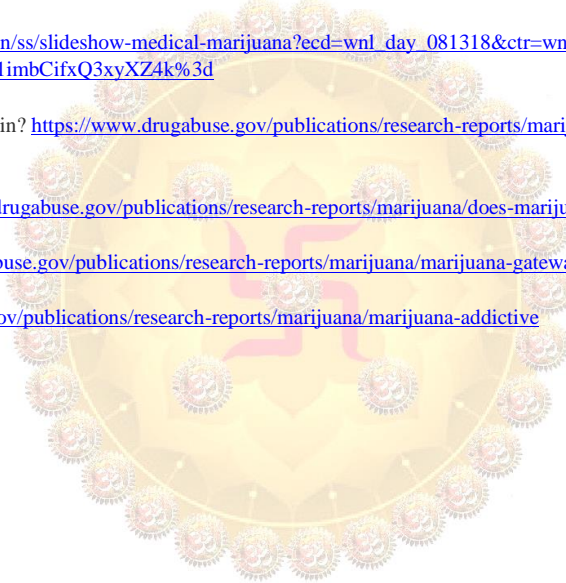 n/ss/slideshow-medical-marijuana?ecd=wnl_day_081318&ctr=wn
1imbCifxQ3xyXZ4k%3d
in? https://www.drugabuse.gov/publications/research-reports/marij
drugabuse.gov/publications/research-reports/marijuana/does-mariju
buse.gov/publications/research-reports/marijuana/marijuana-gatewa
ov/publications/research-reports/marijuana/marijuana-addictive